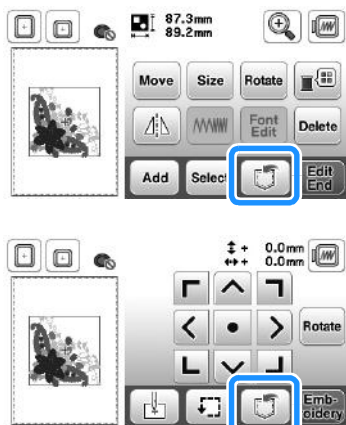 87.3mm
89.2mm
Move Size Rotate
Font
Edit
Delete
Add Select
Edit
End
+ 0.0mm
+ 0.0mm
Rotate
Emb-
oidery